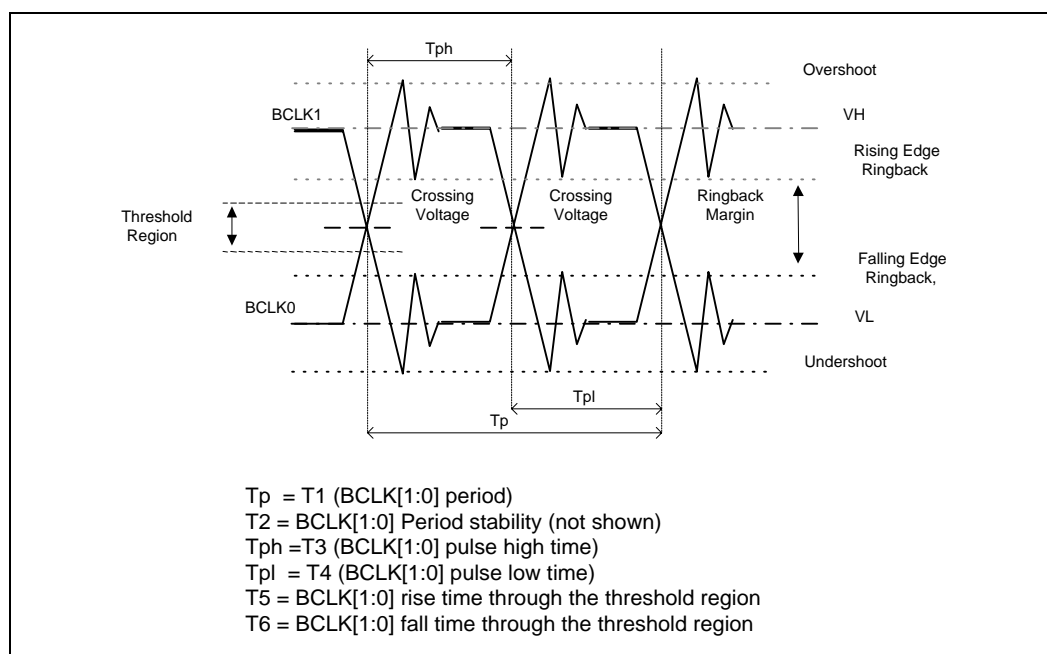 Tph
Overshoot
BCLK1
VH
Rising Edge
Ringback
Crossing
Voltage
Crossing
Voltage
Ringback
Margin
Threshold
Region
Falling Edge
Ringback,
BCLK0
VL
Undershoot
Tpl
Tp
Tp = T1 (BCLK[1:0] period)
T2 = BCLK[1:0] Period stability (not shown)
Tph =T3 (BCLK[1:0] pulse high time)
Tpl = T4 (BCLK[1:0] pulse low time)
T5 = BCLK[1:0] rise time through the threshold region
T6 = BCLK[1:0] fall time through the threshold region